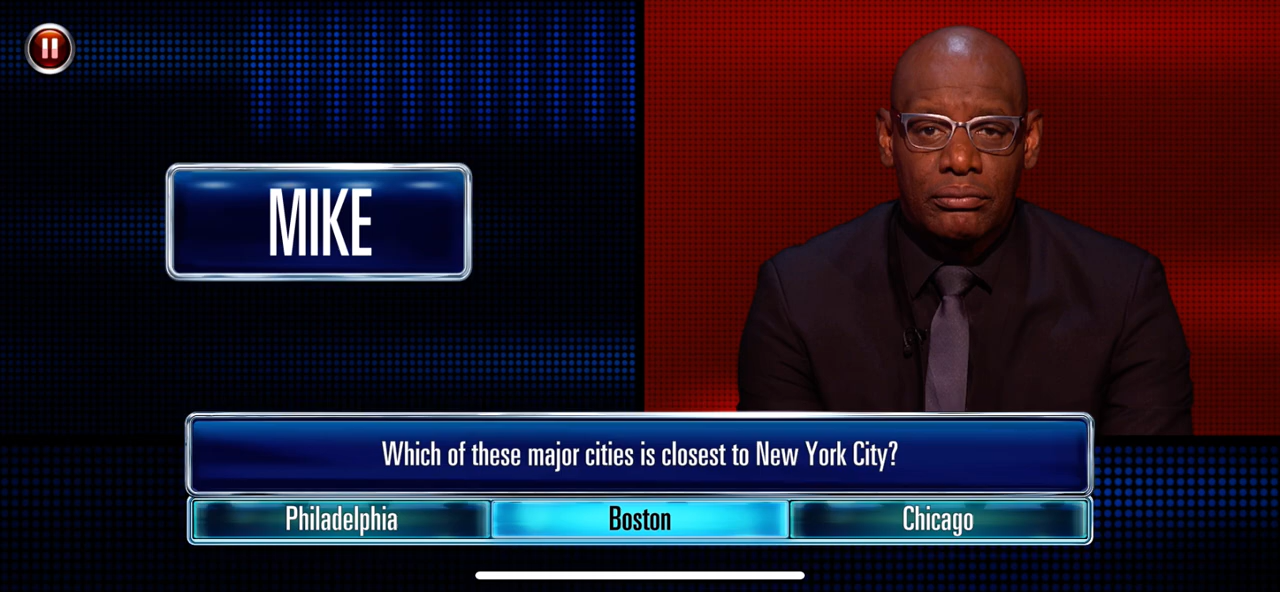 MIKE
Which of these major cities is closest to New York City?
Philadelphia
Boston
Chicago